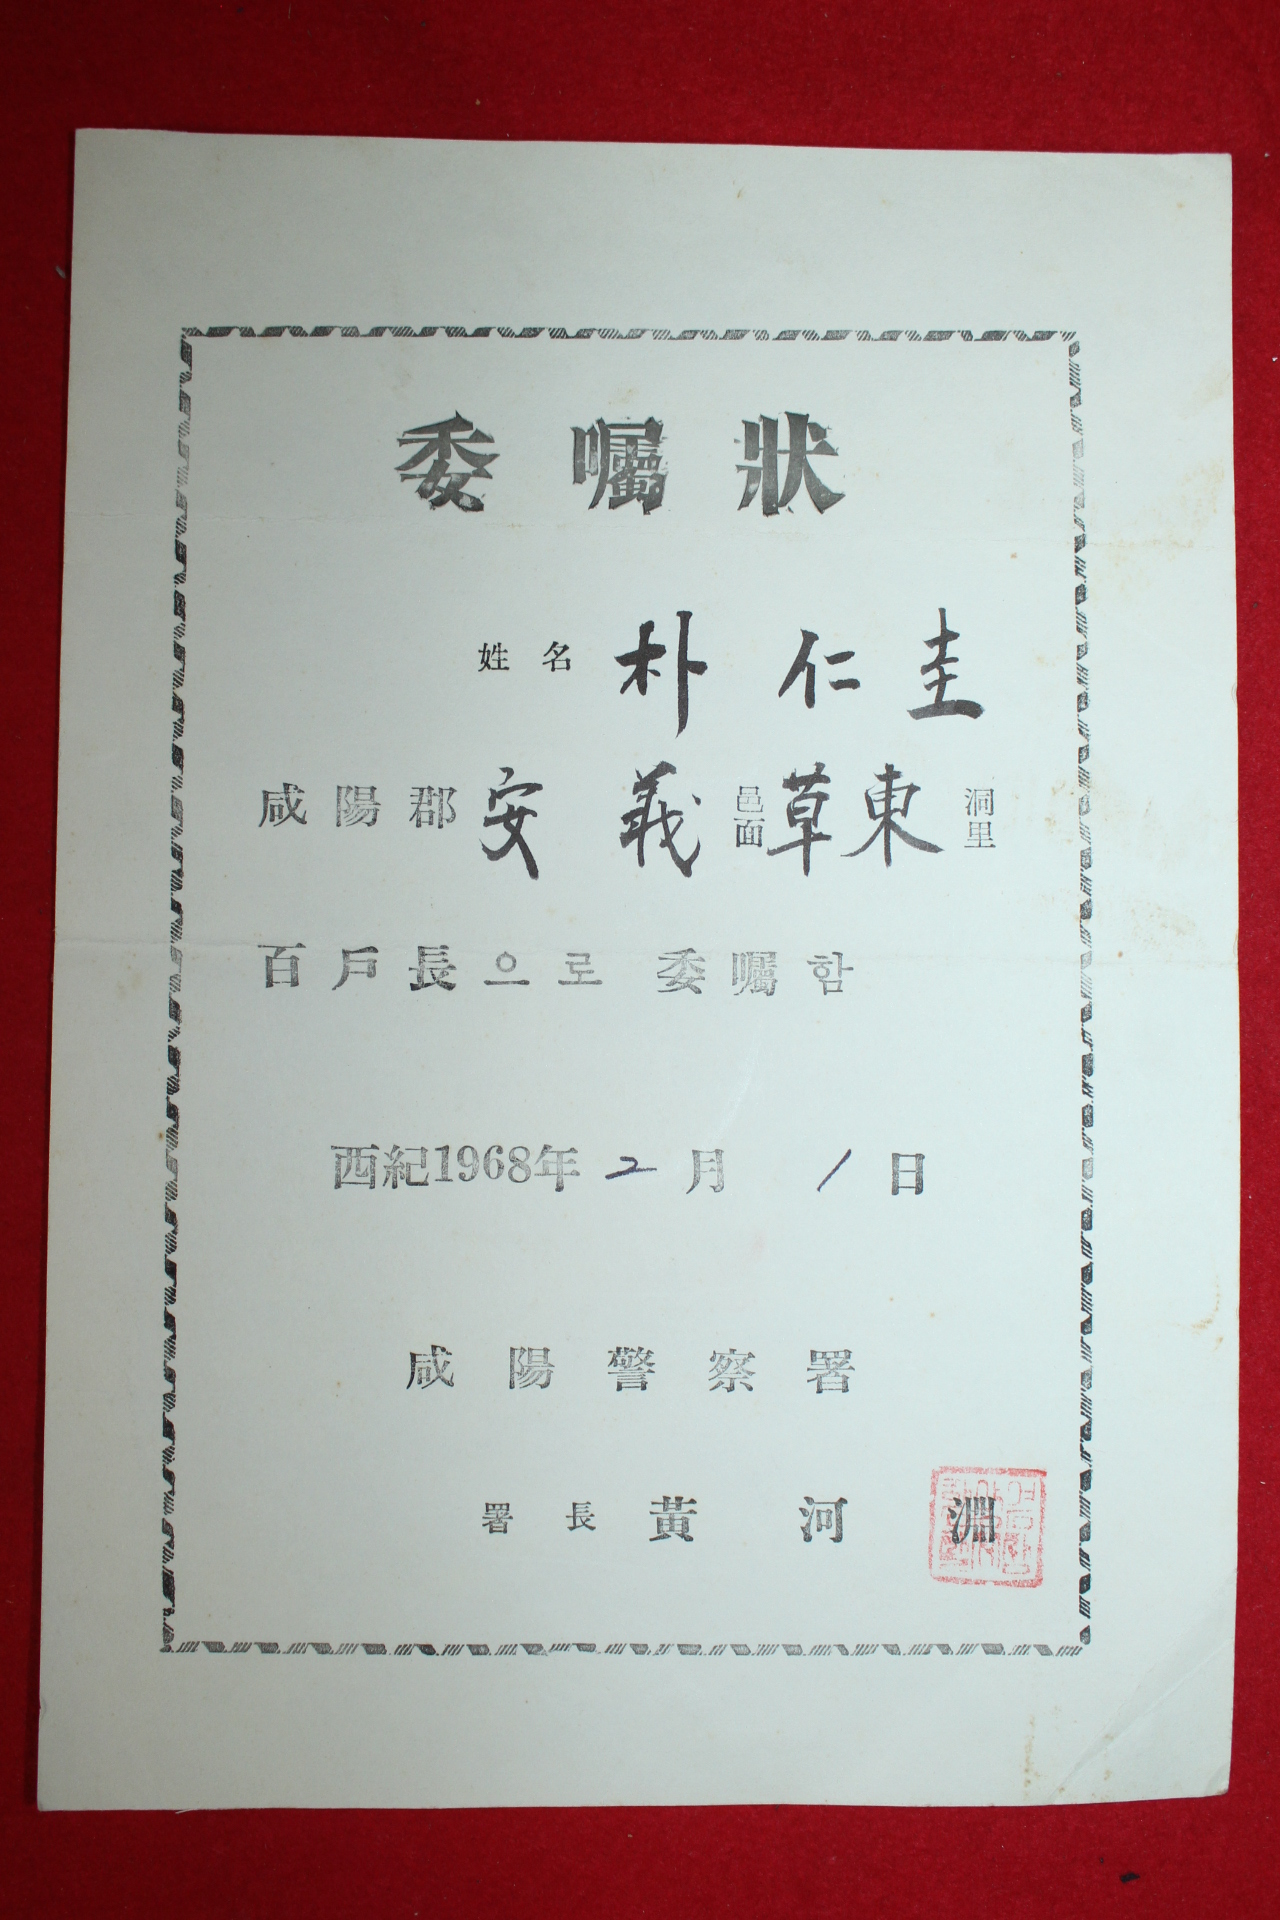 委囑狀
姓名 朴仁圭
咸陽郡 安義 邑面 草東 洞里
百戶長으로 委囑함
西紀1968年 2月 1日
咸陽警察署
署長 黃河淵